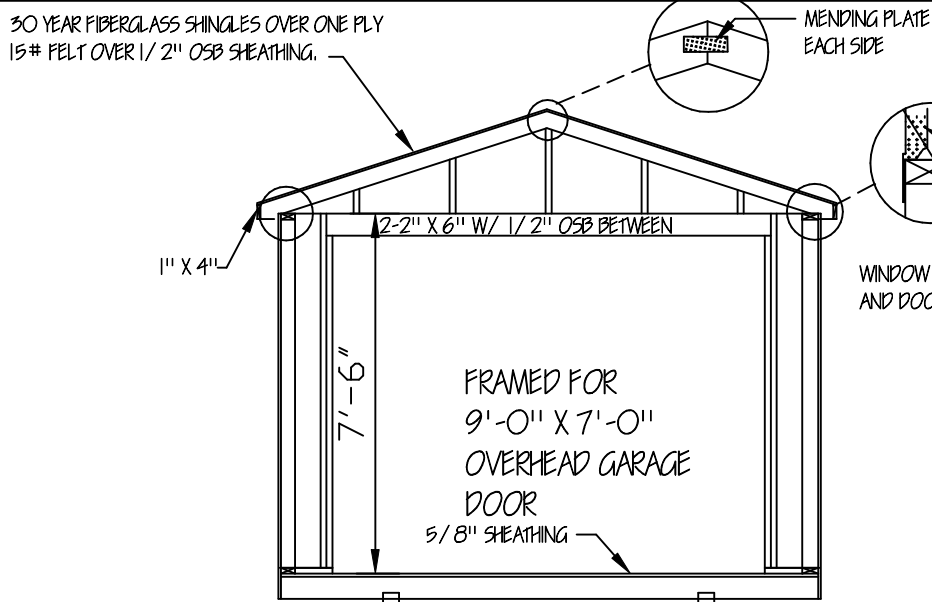 30 YEAR FIBERGLASS SHINGLES OVER ONE PLY
15# FELT OVER 1/2" OSB SHEATHING.
MENDING PLATE
EACH SIDE
2-2" X 6" W/ 1/2" OSB BETWEEN
1" X 4"
WINDOW
AND DOO
7'-6"
FRAMED FOR
9'-0" X 7'-0"
OVERHEAD GARAGE
DOOR
5/8" SHEATHING